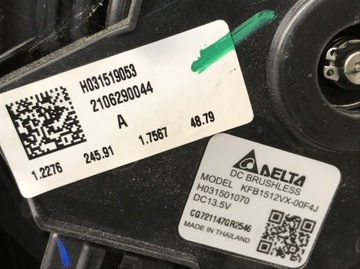 H031519053
2106290044
A
1.2276 245.91 1.7567 48.79
DELTA
DC BRUSHLESS
MODEL KFB1512VX-00F4J
H031501070
DC13.5V
CG721147GR2546
MADE IN THAILAND